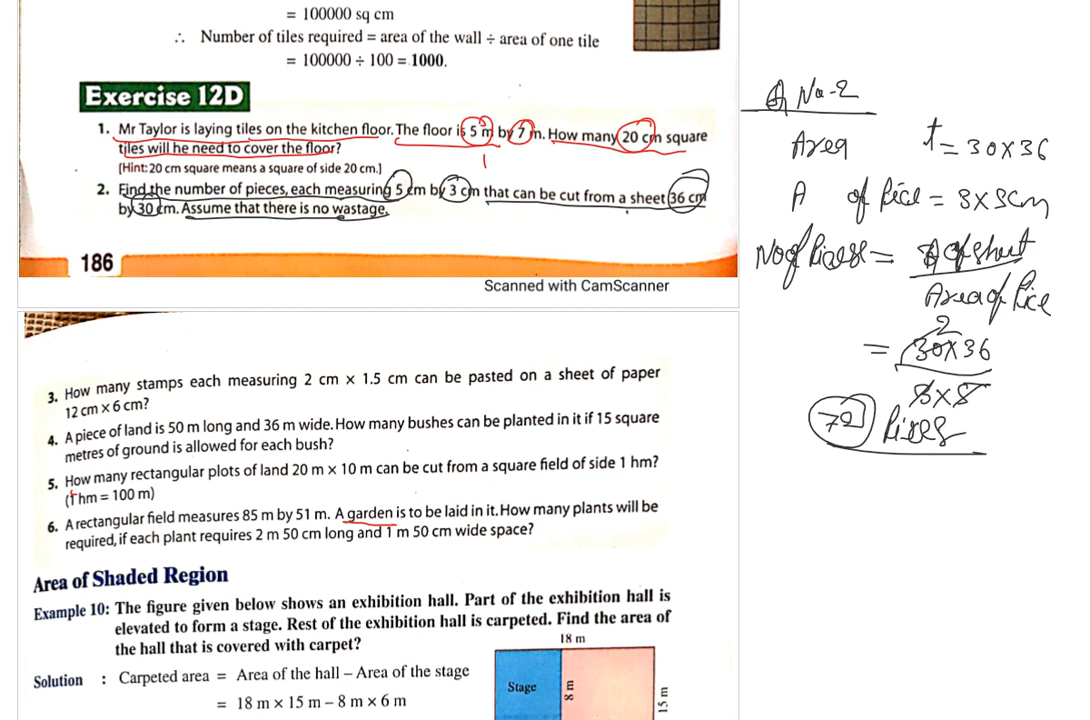 = 100000 sq cm
∴ Number of tiles required = area of the wall ÷ area of one tile
= 100000 ÷ 100 = 1000.
Exercise 12D
1. Mr Taylor is laying tiles on the kitchen floor. The floor is 5 m by 7 m. How many 20 cm square
tiles will he need to cover the floor?
[Hint: 20 cm square means a square of side 20 cm.]
2. Find the number of pieces, each measuring 5 cm by 3 cm that can be cut from a sheet 36 cm
by 30 cm. Assume that there is no wastage.
186
Scanned with CamScanner
3. How many stamps each measuring 2 cm × 1.5 cm can be pasted on a sheet of paper
12 cm × 6 cm?
4. A piece of land is 50 m long and 36 m wide. How many bushes can be planted in it if 15 square
metres of ground is allowed for each bush?
5. How many rectangular plots of land 20 m × 10 m can be cut from a square field of side 1 hm?
(1 hm = 100 m)
6. A rectangular field measures 85 m by 51 m. A garden is to be laid in it. How many plants will be
required, if each plant requires 2 m 50 cm long and 1 m 50 cm wide space?
Area of Shaded Region
Example 10: The figure given below shows an exhibition hall. Part of the exhibition hall is
elevated to form a stage. Rest of the exhibition hall is carpeted. Find the area of
the hall that is covered with carpet?
18 m
Solution : Carpeted area = Area of the hall – Area of the stage
= 18 m × 15 m – 8 m × 6 m
Stage
8 m
15 m
Q No-2
Area = 30×36
A of
No of = A of sheet
Area of
2
= 30×36
72